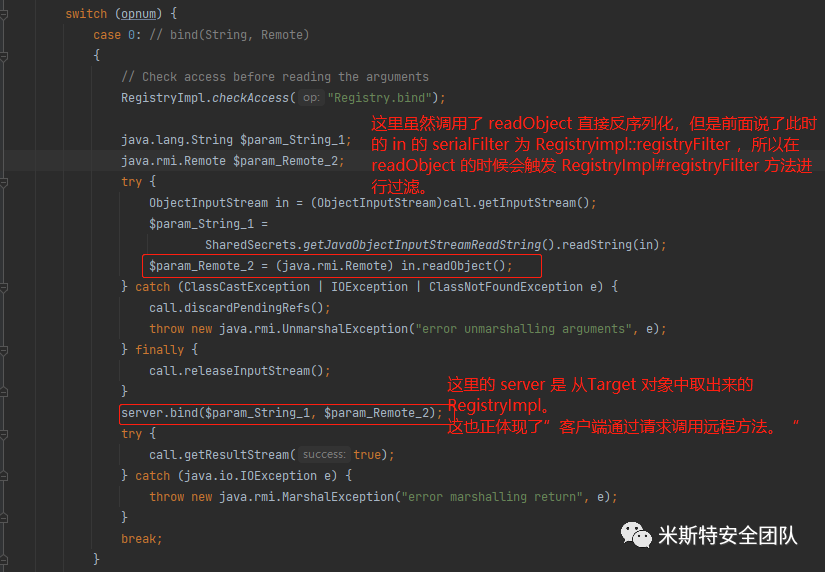 switch (opnum) {
case 0: // bind(String, Remote)
{
// Check access before reading the arguments
RegistryImpl.checkAccess( op: "Registry.bind");
java.lang.String $param_String_1;
java.rmi.Remote $param_Remote_2;
这里虽然调用了 readObject 直接反序列化，但是前面说了此时
的 in 的 serialFilter 为 Registryimpl::registryFilter ，所以在
readObject 的时候会触发 RegistryImpl#registryFilter 方法进
行过滤。
try {
ObjectInputStream in = (ObjectInputStream)call.getInputStream();
$param_String_1 =
SharedSecrets.getJavaObjectInputStreamReadString().readString(in);
$param_Remote_2 = (java.rmi.Remote) in.readObject();
} catch (ClassCastException | IOException | ClassNotFoundException e) {
call.discardPendingRefs();
throw new java.rmi.UnmarshalException("error unmarshalling arguments", e);
} finally {
call.releaseInputStream();
}
server.bind($param_String_1, $param_Remote_2);
这里的 server 是 从Target 对象中取出来的
RegistryImpl。
这也正体现了”客户端通过请求调用远程方法。“
try {
call.getResultStream( success: true);
} catch (java.io.IOException e) {
throw new java.rmi.MarshalException("error marshalling return", e);
}
break;
}
米斯特安全团队